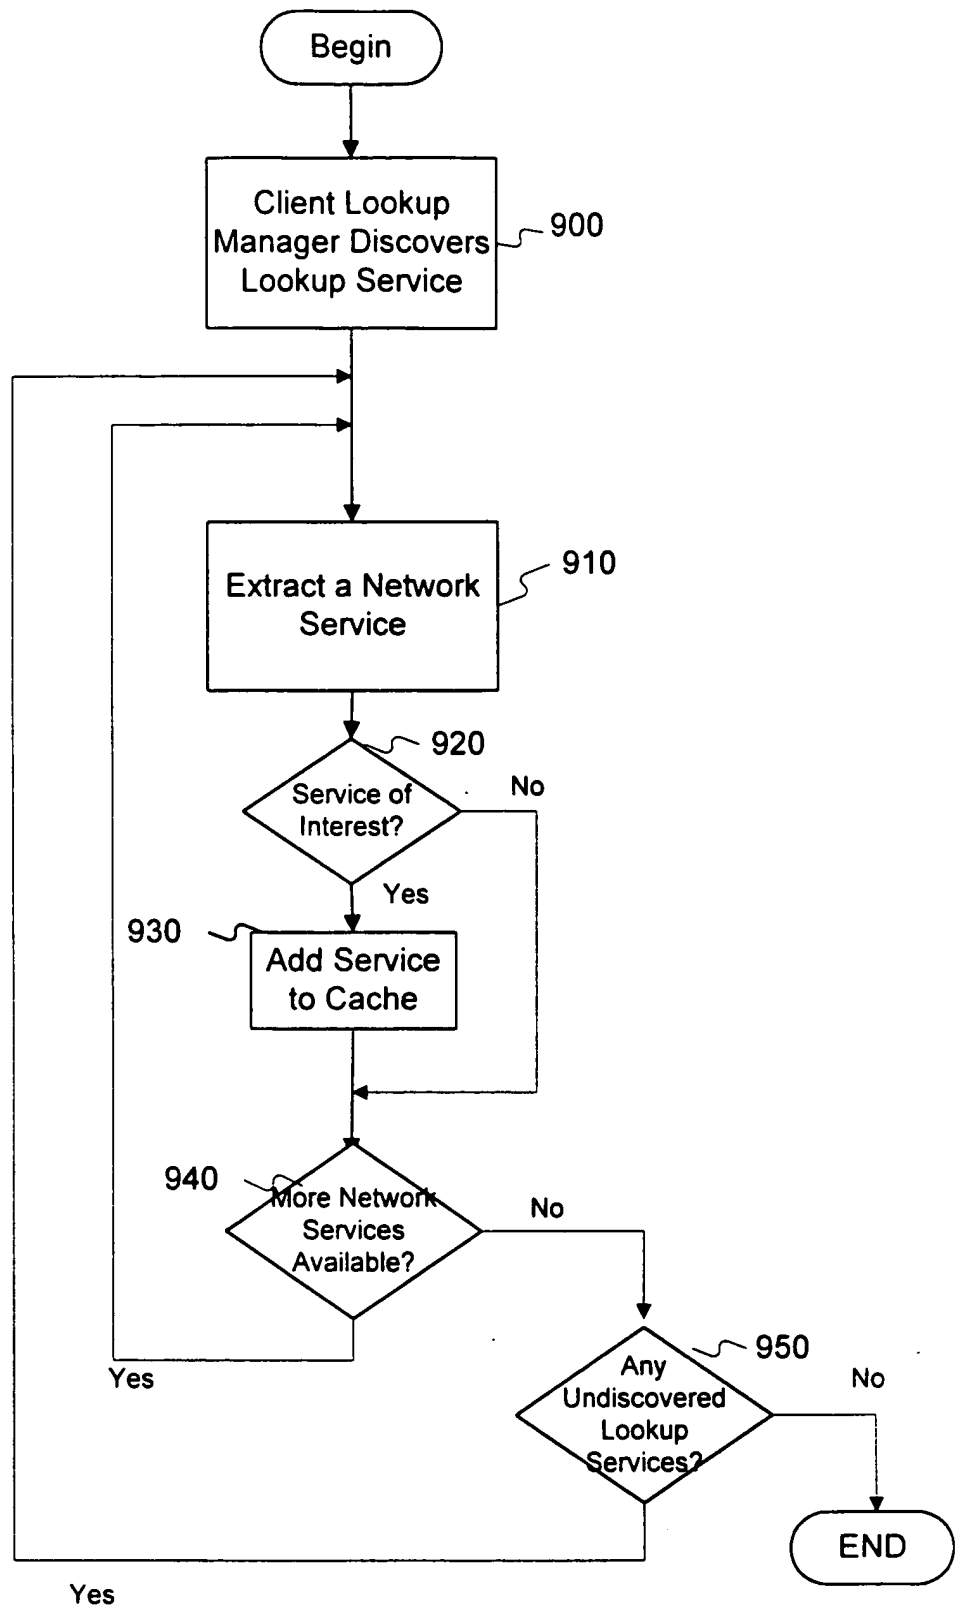 Begin
Client Lookup
Manager Discovers
Lookup Service
900
Extract a Network
Service
910
920
Service of
Interest?
No
Yes
930
Add Service
to Cache
940
More Network
Services
Available?
No
Yes
950
Any
Undiscovered
Lookup
Services?
No
END
Yes